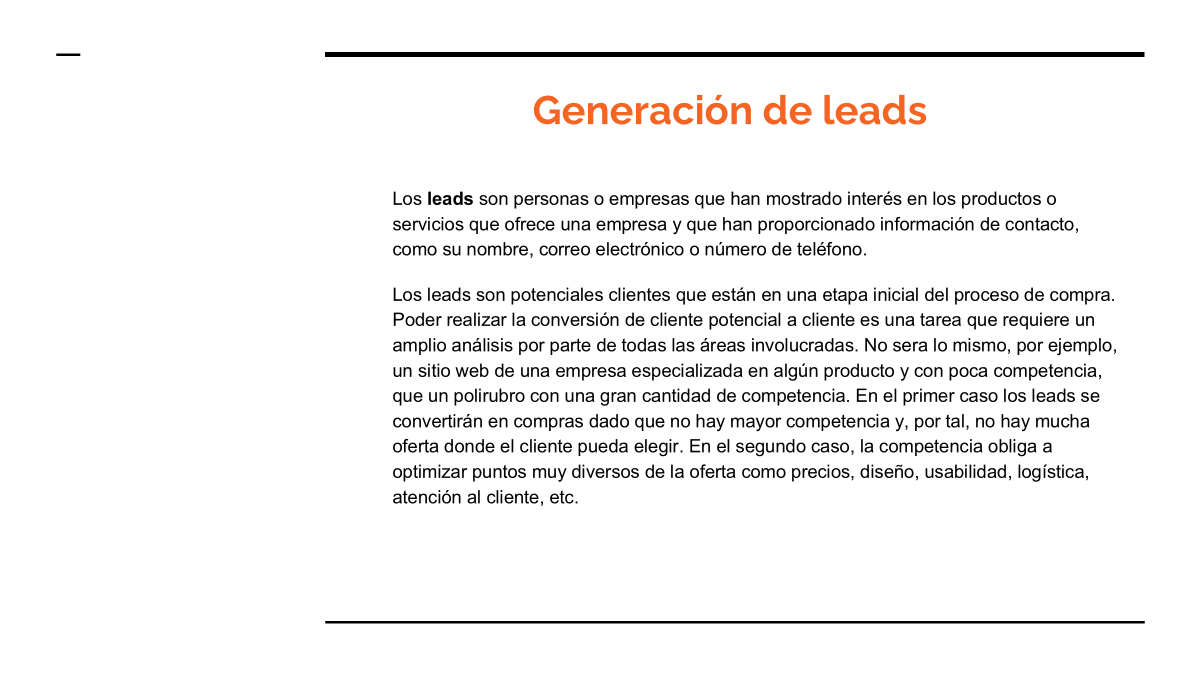 Generación de leads
Los leads son personas o empresas que han mostrado interés en los productos o
servicios que ofrece una empresa y que han proporcionado información de contacto,
como su nombre, correo electrónico o número de teléfono.
Los leads son potenciales clientes que están en una etapa inicial del proceso de compra.
Poder realizar la conversión de cliente potencial a cliente es una tarea que requiere un
amplio análisis por parte de todas las áreas involucradas. No sera lo mismo, por ejemplo,
un sitio web de una empresa especializada en algún producto y con poca competencia,
que un polirubro con una gran cantidad de competencia. En el primer caso los leads se
convertirán en compras dado que no hay mayor competencia y, por tal, no hay mucha
oferta donde el cliente pueda elegir. En el segundo caso, la competencia obliga a
optimizar puntos muy diversos de la oferta como precios, diseño, usabilidad, logística,
atención al cliente, etc.